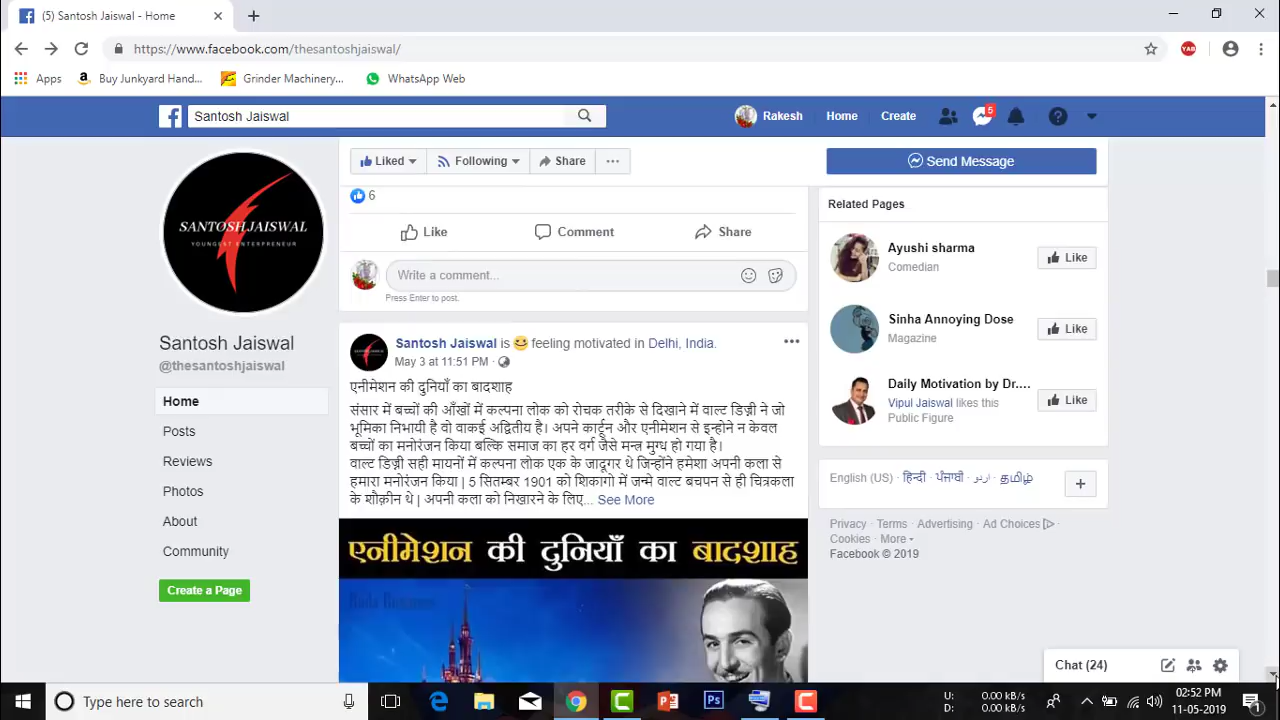 (5) Santosh Jaiswal - Home
https://www.facebook.com/thesantoshjaiswal/
Apps
Buy Junkyard Hand...
Grinder Machinery...
WhatsApp Web
Santosh Jaiswal
Rakesh
Home
Create
5
SANTOSHJAISWAL
YOUNGEST ENTERPRENEUR
Santosh Jaiswal
@thesantoshjaiswal
Home
Posts
Reviews
Photos
About
Community
Create a Page
Liked
Following
Share
Send Message
6
Like
Comment
Share
Write a comment...
Press Enter to post.
Santosh Jaiswal is feeling motivated in Delhi, India.
May 3 at 11:51 PM
एनीमेशन की दुनियाँ का बादशाह
संसार में बच्चों की आँखों में कल्पना लोक को रोचक तरीके से दिखाने में वाल्ट डिज्नी ने जो
भूमिका निभायी है वो वाकई अद्वितीय है। अपने कार्टून और एनीमेशन से इन्होने न केवल
बच्चों का मनोरंजन किया बल्कि समाज का हर वर्ग जैसे मन्त्र मुग्ध हो गया है।
वाल्ट डिज्नी सही मायनों में कल्पना लोक एक के जादूगर थे जिन्होंने हमेशा अपनी कला से
हमारा मनोरंजन किया | 5 सितम्बर 1901 को शिकागो में जन्मे वाल्ट बचपन से ही चित्रकला
के शौक़ीन थे | अपनी कला को निखारने के लिए... See More
एनीमेशन की दुनियाँ का बादशाह
Related Pages
Ayushi sharma
Comedian
Like
Sinha Annoying Dose
Magazine
Like
Daily Motivation by Dr....
Vipul Jaiswal likes this
Public Figure
Like
English (US) · हिन्दी · ਪੰਜਾਬੀ · اردو · தமிழ்
Privacy · Terms · Advertising · Ad Choices ·
Cookies · More
Facebook © 2019
Chat (24)
Type here to search
U: 0.00 kB/s
D: 0.00 kB/s
02:52 PM
11-05-2019